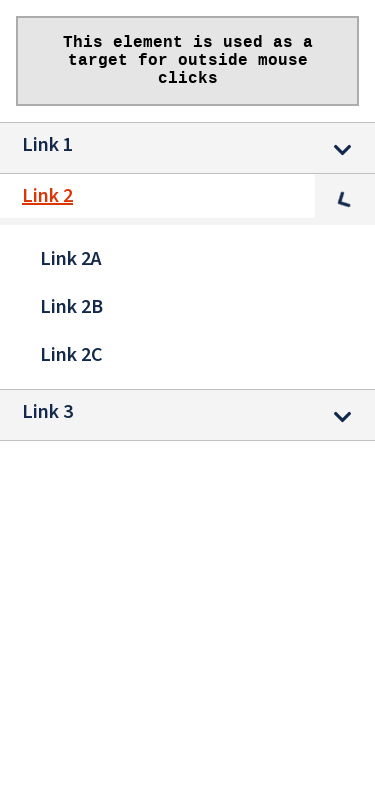 This element is used as a
target for outside mouse
clicks
Link 1
Link 2
Link 2A
Link 2B
Link 2C
Link 3